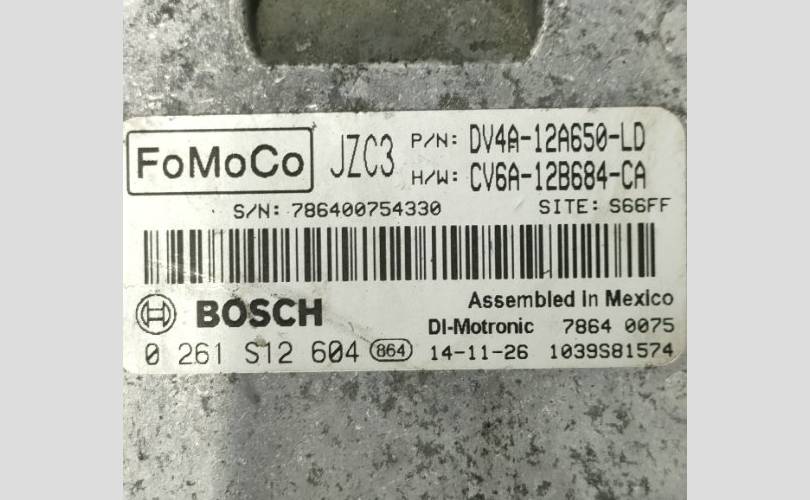 FoMoCo JZC3 P/N: DV4A-12A650-LD
H/W: CV6A-12B684-CA
S/N: 786400754330 SITE: S66FF
BOSCH Assembled in Mexico
DI-Motronic 7864 0075
0 261 S12 604 864 14-11-26 1039S81574